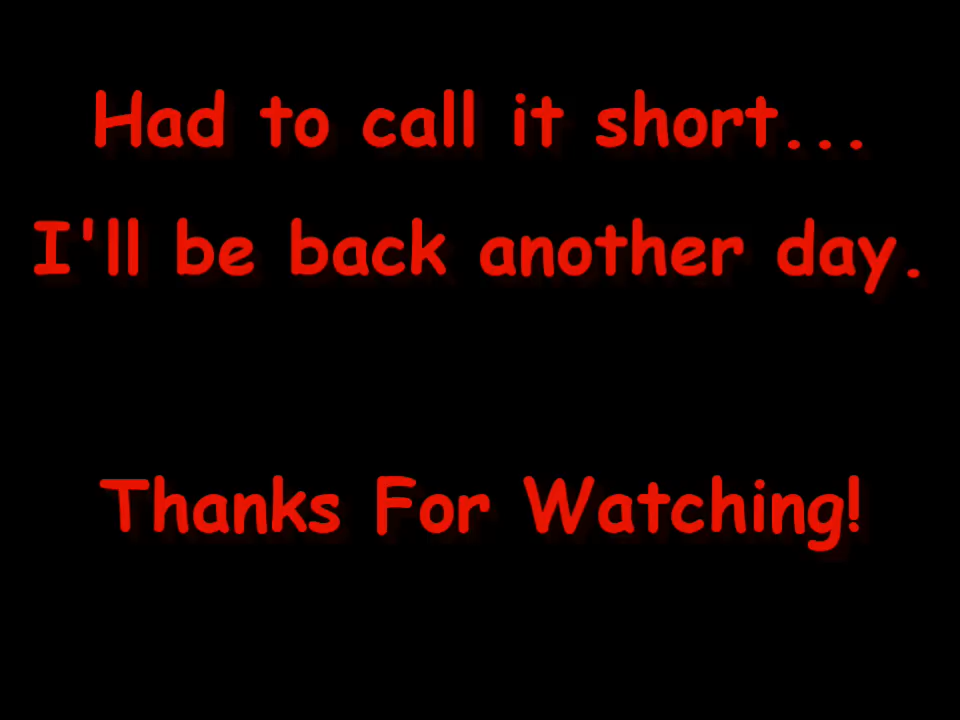 Had to call it short...
I'll be back another day.
Thanks For Watching!